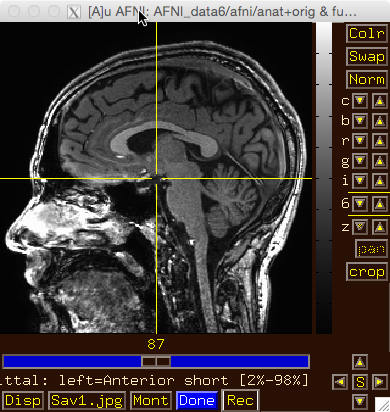 [A]u AFNI: AFNI_data6/afni/anat+orig & fu...
Colr
Swap
Norm
c
b
r
g
i
6
z
pan
crop
87
ittal: left=Anterior short [2%-98%]
S
Disp Sav1.jpg Mont Done Rec